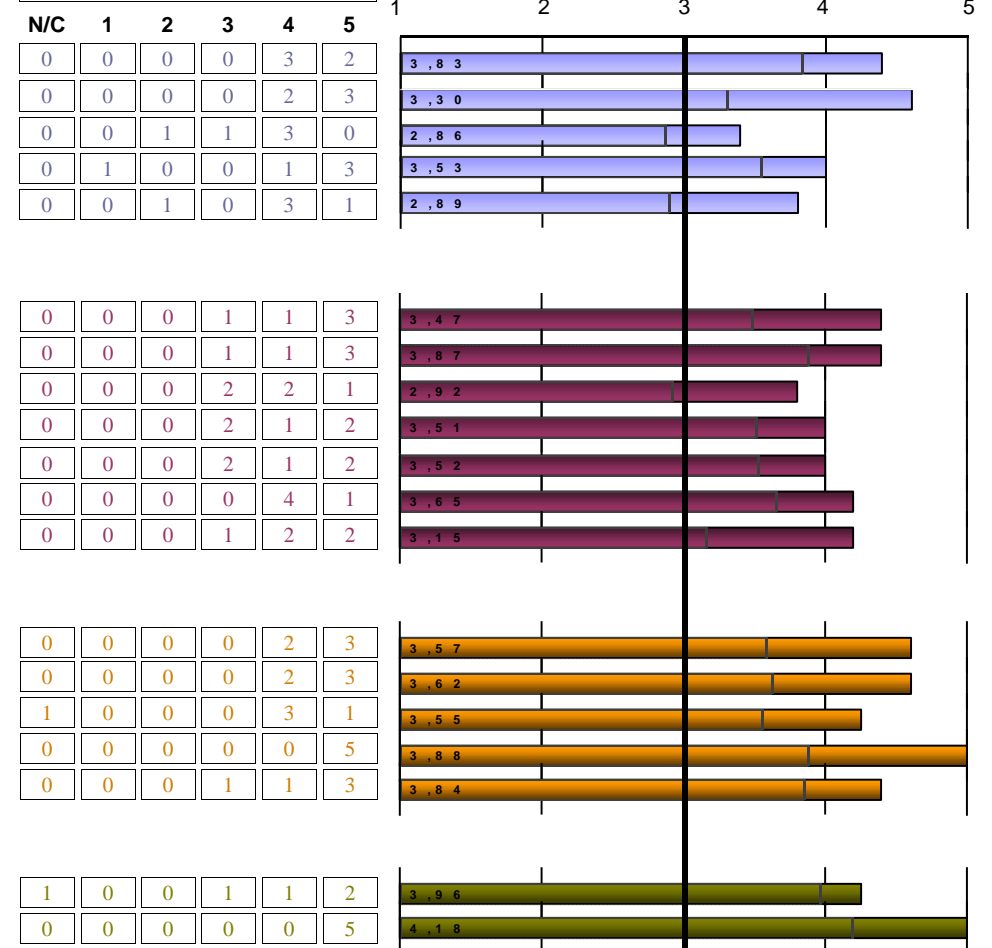 1 2 3 4 5
N/C 1 2 3 4 5
0 0 0 0 3 2 3,83
0 0 0 0 2 3 3,30
0 0 1 1 3 0 2,86
0 1 0 0 1 3 3,53
0 0 1 0 3 1 2,89
0 0 0 1 1 3 3,47
0 0 0 1 1 3 3,87
0 0 0 2 2 1 2,92
0 0 0 2 1 2 3,51
0 0 0 2 1 2 3,52
0 0 0 0 4 1 3,65
0 0 0 1 2 2 3,15
0 0 0 0 2 3 3,57
0 0 0 0 2 3 3,62
1 0 0 0 3 1 3,55
0 0 0 0 0 5 3,88
0 0 0 1 1 3 3,84
1 0 0 1 1 2 3,96
0 0 0 0 0 5 4,18